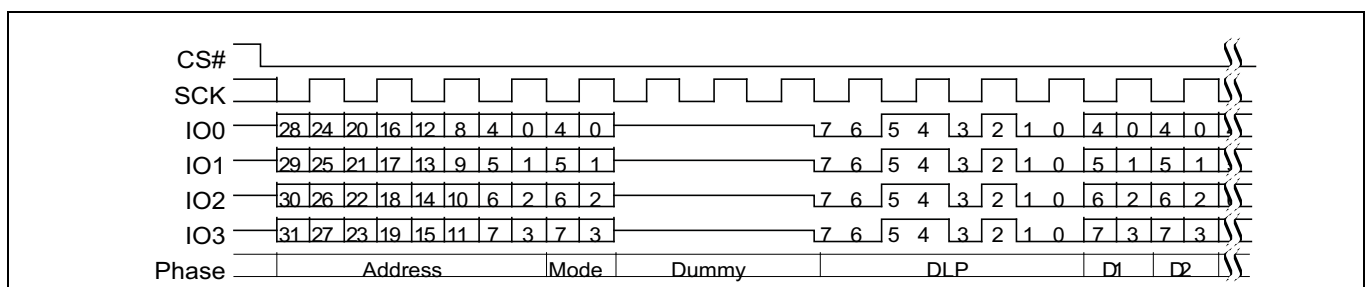 CS#
SCK
IO0 28 24 20 16 12 8 4 0 4 0 7 6 5 4 3 2 1 0 4 0 4 0
IO1 29 25 21 17 13 9 5 1 5 1 7 6 5 4 3 2 1 0 5 1 5 1
IO2 30 26 22 18 14 10 6 2 6 2 7 6 5 4 3 2 1 0 6 2 6 2
IO3 31 27 23 19 15 11 7 3 7 3 7 6 5 4 3 2 1 0 7 3 7 3
Phase Address Mode Dummy DLP D1 D2